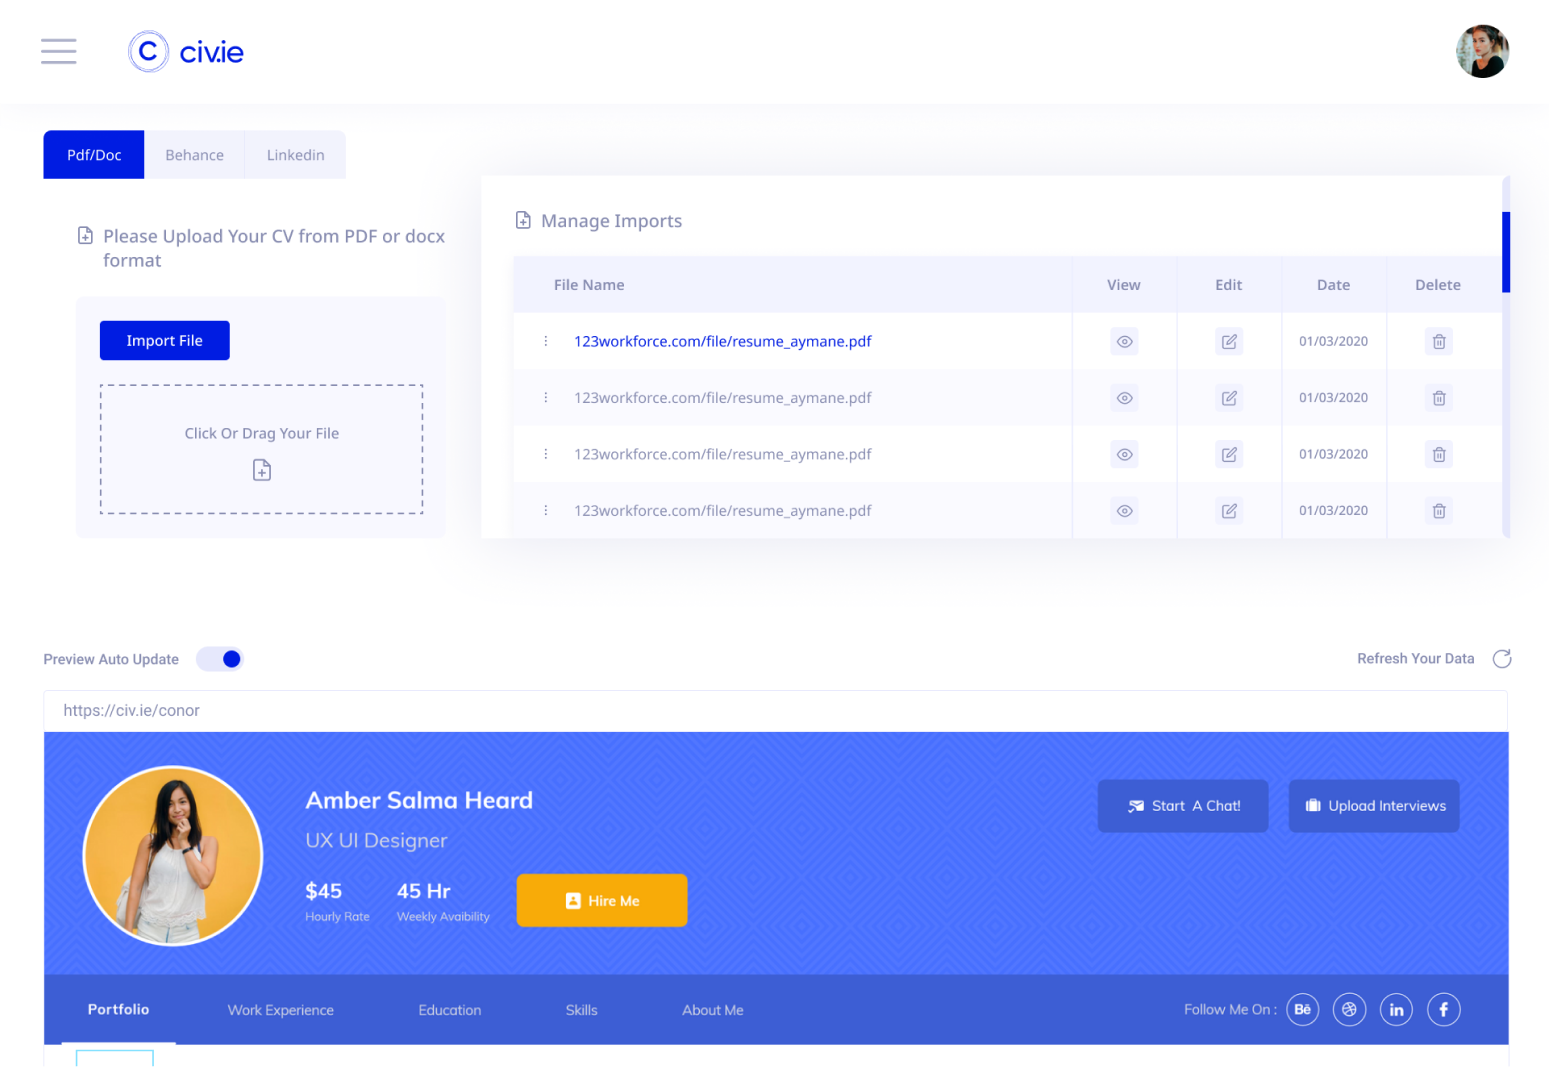 C civ.ie
Pdf/Doc Behance Linkedin
Please Upload Your CV from PDF or docx
format
Import File
Click Or Drag Your File
Manage Imports
File Name View Edit Date Delete
123workforce.com/file/resume_aymane.pdf 01/03/2020
123workforce.com/file/resume_aymane.pdf 01/03/2020
123workforce.com/file/resume_aymane.pdf 01/03/2020
123workforce.com/file/resume_aymane.pdf 01/03/2020
Preview Auto Update Refresh Your Data
https://civ.ie/conor
Amber Salma Heard
UX UI Designer
$45 45 Hr
Hourly Rate Weekly Avaibility
Hire Me
Start A Chat!
Upload Interviews
Portfolio Work Experience Education Skills About Me Follow Me On : Bē in f